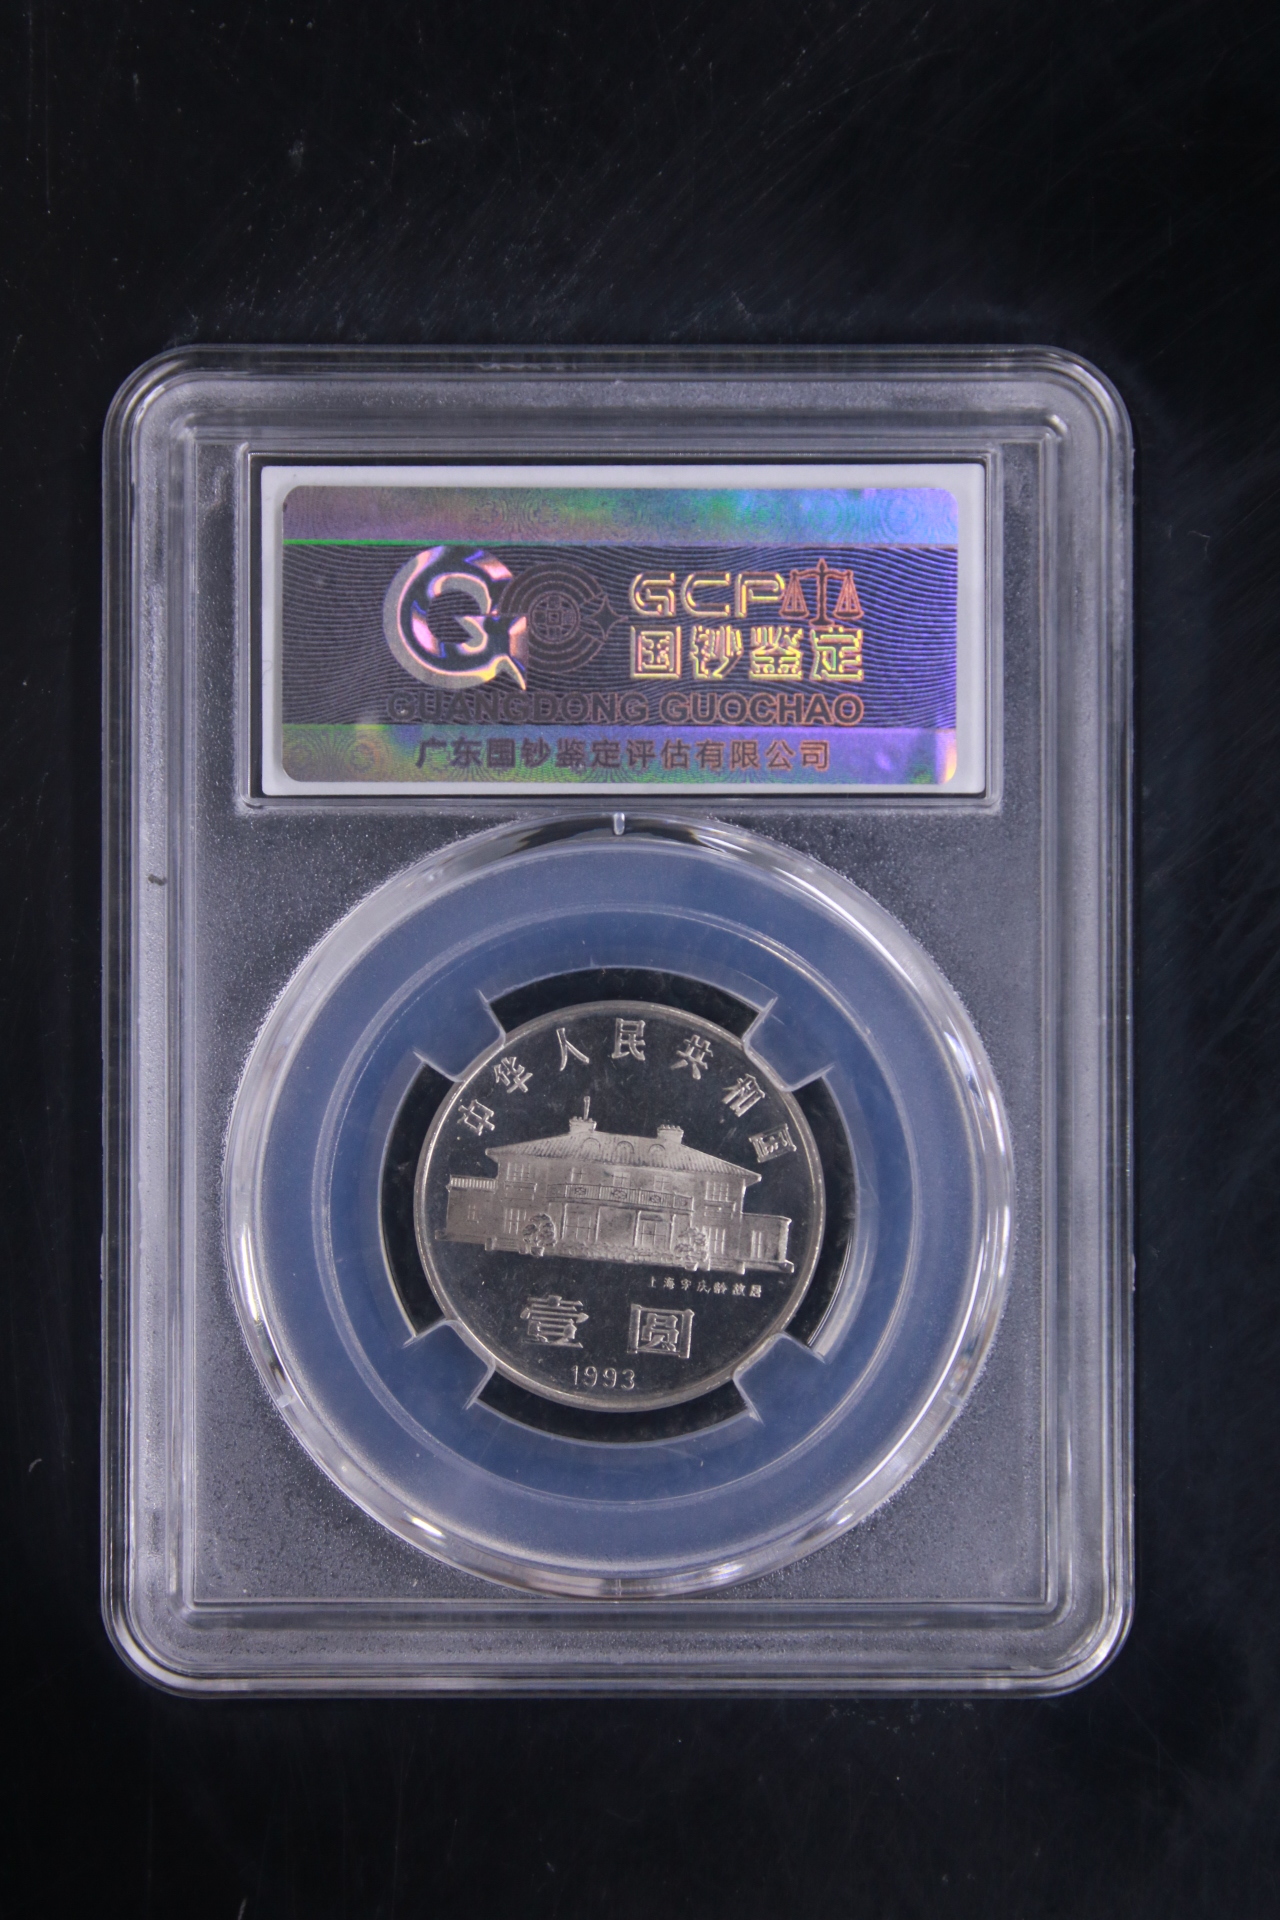 GCP
国钞鉴定
GUANGDONG GUOCHAO
广东国钞鉴定评估有限公司
中华人民共和国
上海宋庆龄故居
壹圆
1993